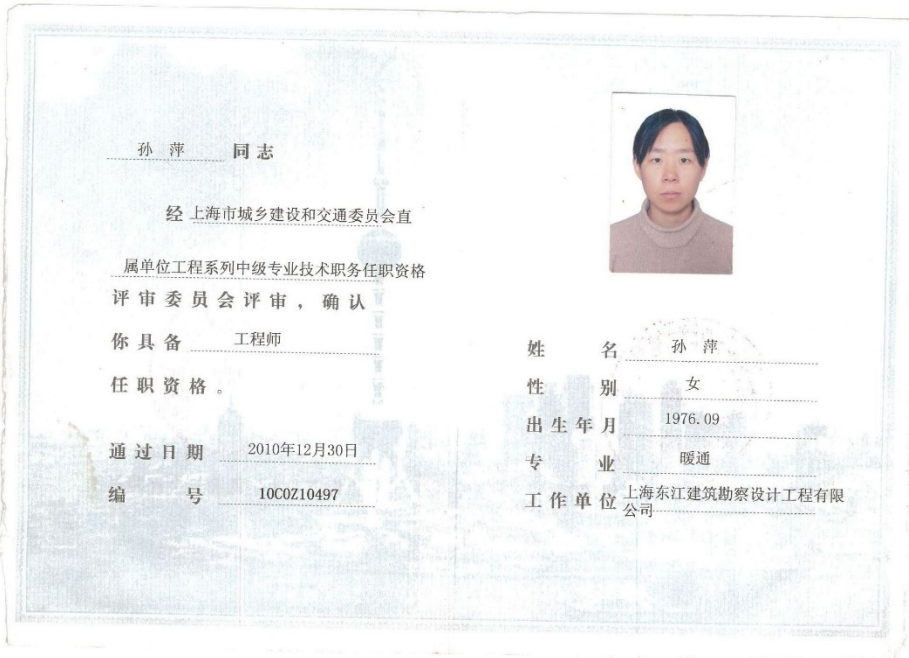 孙 萍 同志
经 上海市城乡建设和交通委员会直
属单位工程系列中级专业技术职务任职资格
评审委员会评审，确认
你具备 工程师
任职资格。
通过日期 2010年12月30日
编 号 10C0Z10497
姓 名 孙 萍
性 别 女
出生年月 1976.09
专 业 暖通
工作单位 上海东江建筑勘察设计工程有限
公司